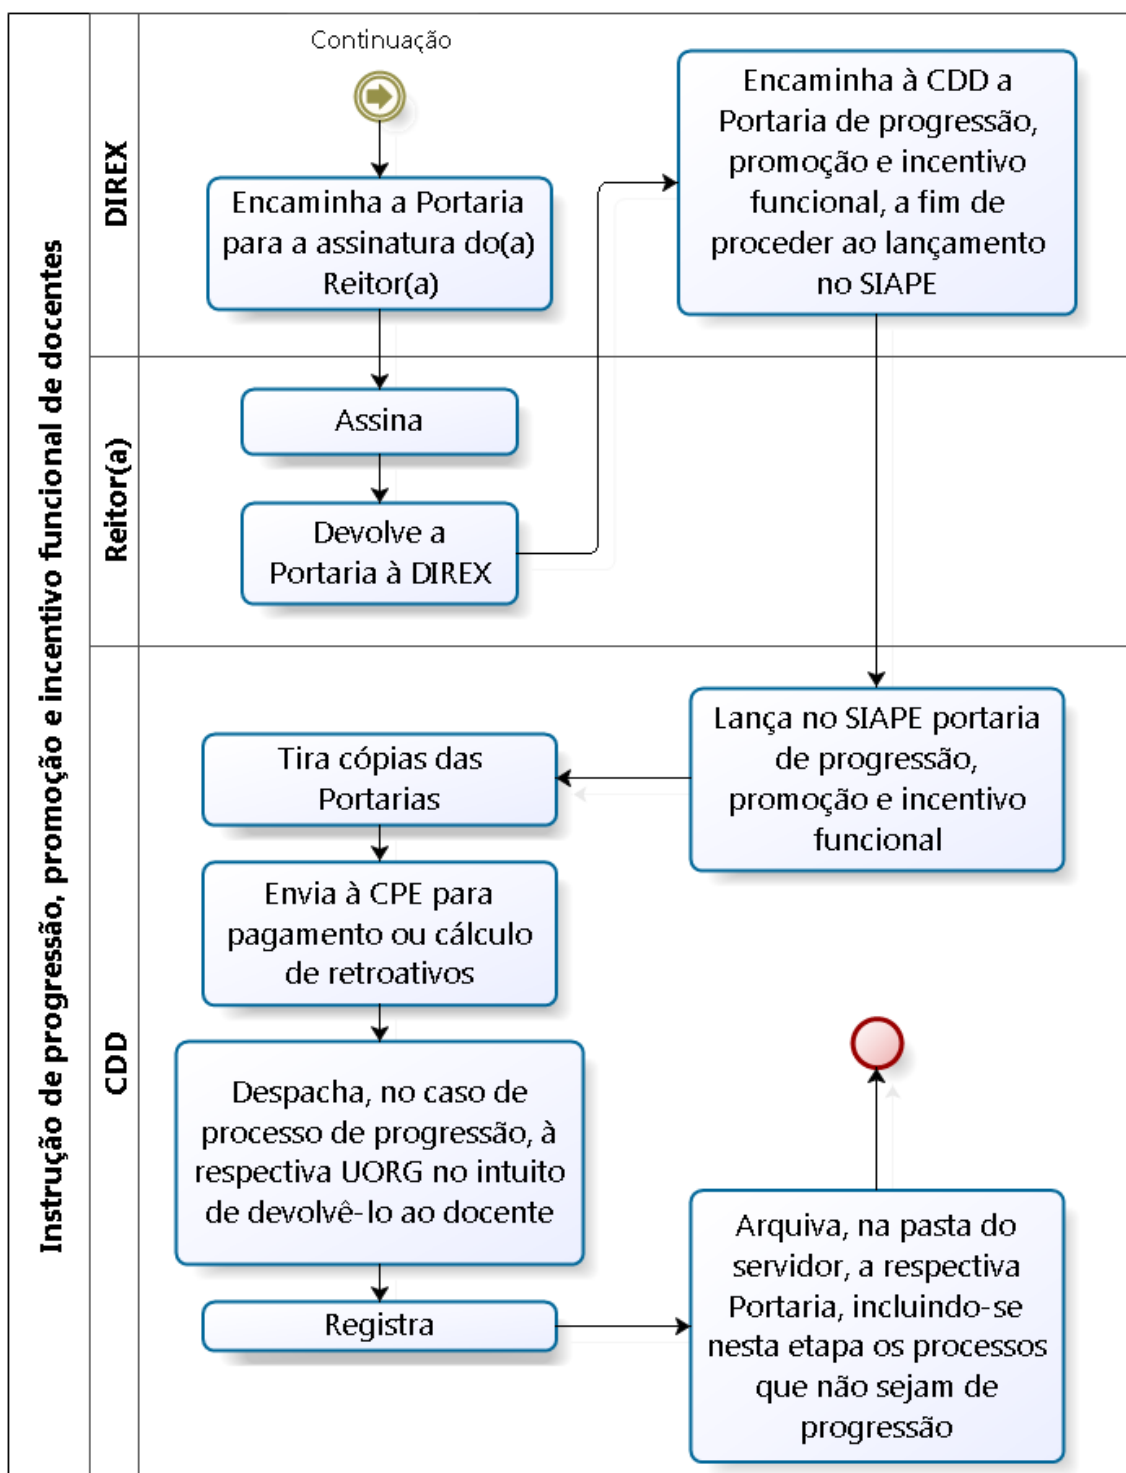 Instrução de progressão, promoção e incentivo funcional de docentes
DIREX
Continuação
Encaminha a Portaria
para a assinatura do(a)
Reitor(a)
Encaminha à CDD a
Portaria de progressão,
promoção e incentivo
funcional, a fim de
proceder ao lançamento
no SIAPE
Reitor(a)
Assina
Devolve a
Portaria à DIREX
CDD
Lança no SIAPE portaria
de progressão,
promoção e incentivo
funcional
Tira cópias das
Portarias
Envia à CPE para
pagamento ou cálculo
de retroativos
Despacha, no caso de
processo de progressão, à
respectiva UORG no intuito
de devolvê-lo ao docente
Registra
Arquiva, na pasta do
servidor, a respectiva
Portaria, incluindo-se
nesta etapa os processos
que não sejam de
progressão